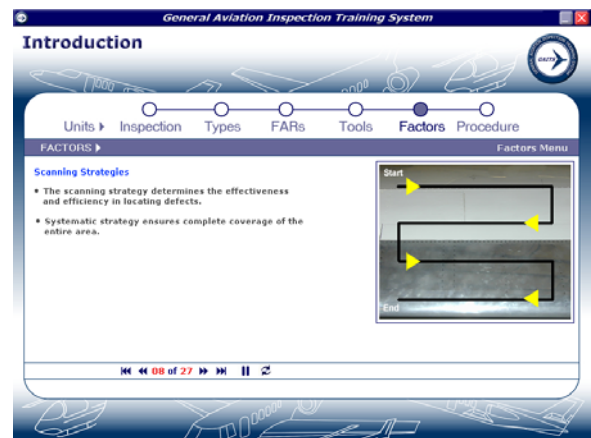 General Aviation Inspection Training System
Introduction
GAITS
Units
Inspection
Types
FARs
Tools
Factors
Procedure
FACTORS
Factors Menu
Scanning Strategies
• The scanning strategy determines the effectiveness
and efficiency in locating defects.
• Systematic strategy ensures complete coverage of the
entire area.
Start
End
08 of 27